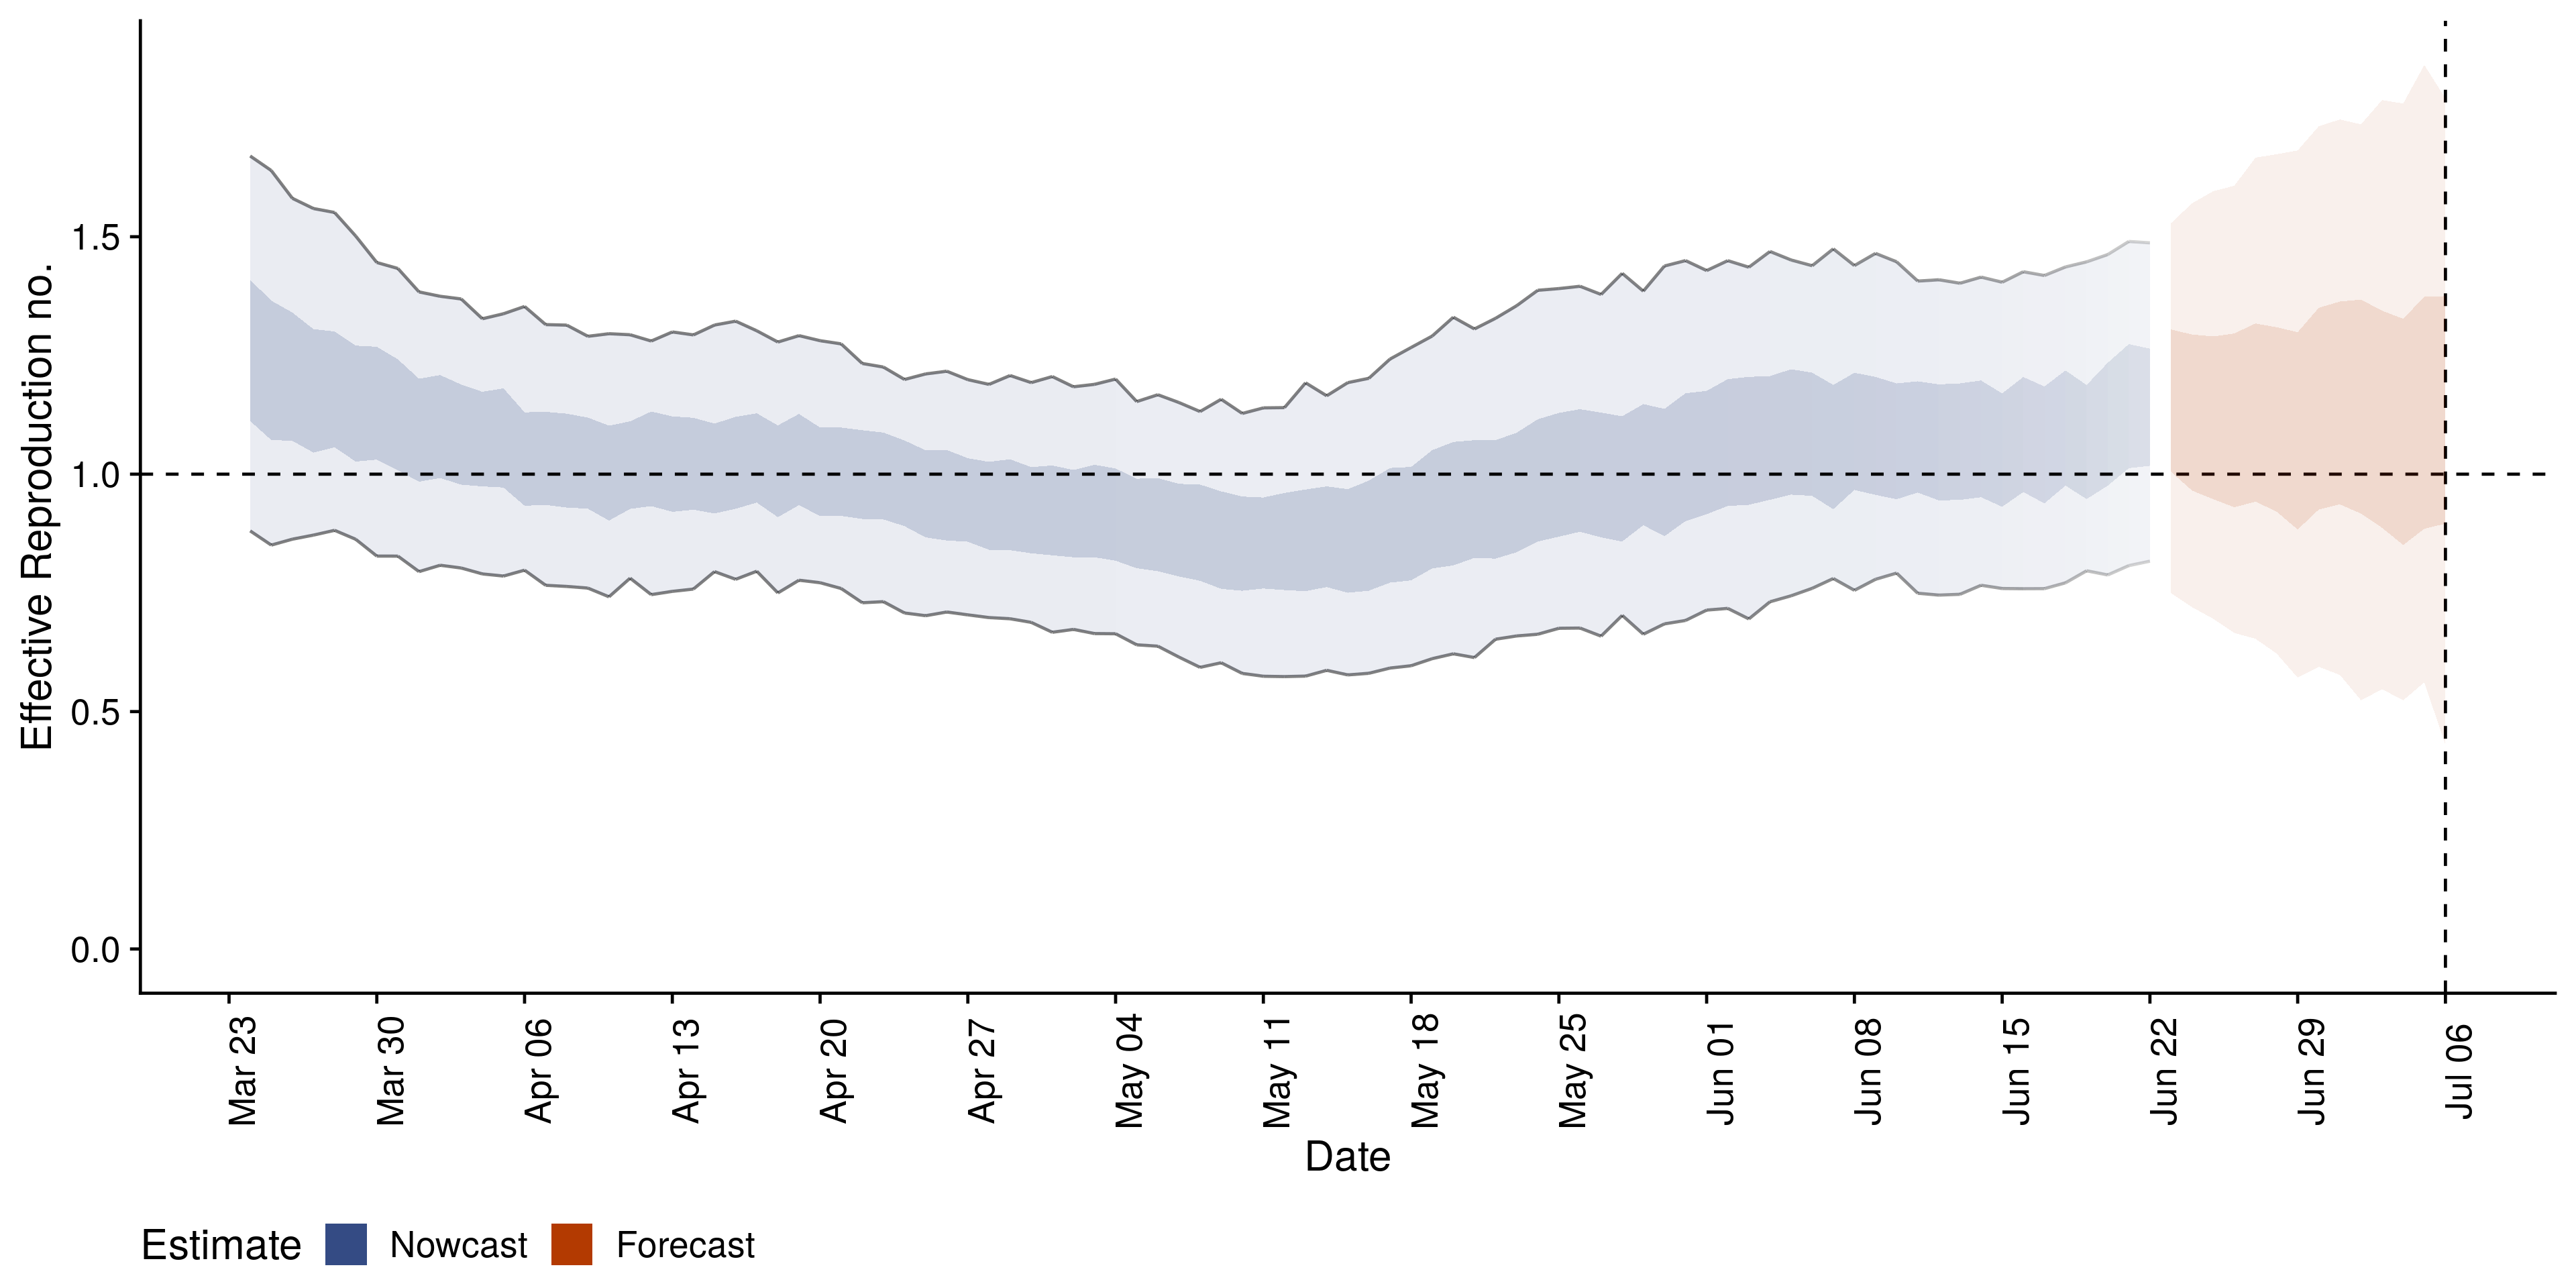 Effective Reproduction no.
1.5
1.0
0.5
0.0
Mar 23
Mar 30
Apr 06
Apr 13
Apr 20
Apr 27
May 04
May 11
May 18
May 25
Jun 01
Jun 08
Jun 15
Jun 22
Jun 29
Jul 06
Date
Estimate Nowcast Forecast